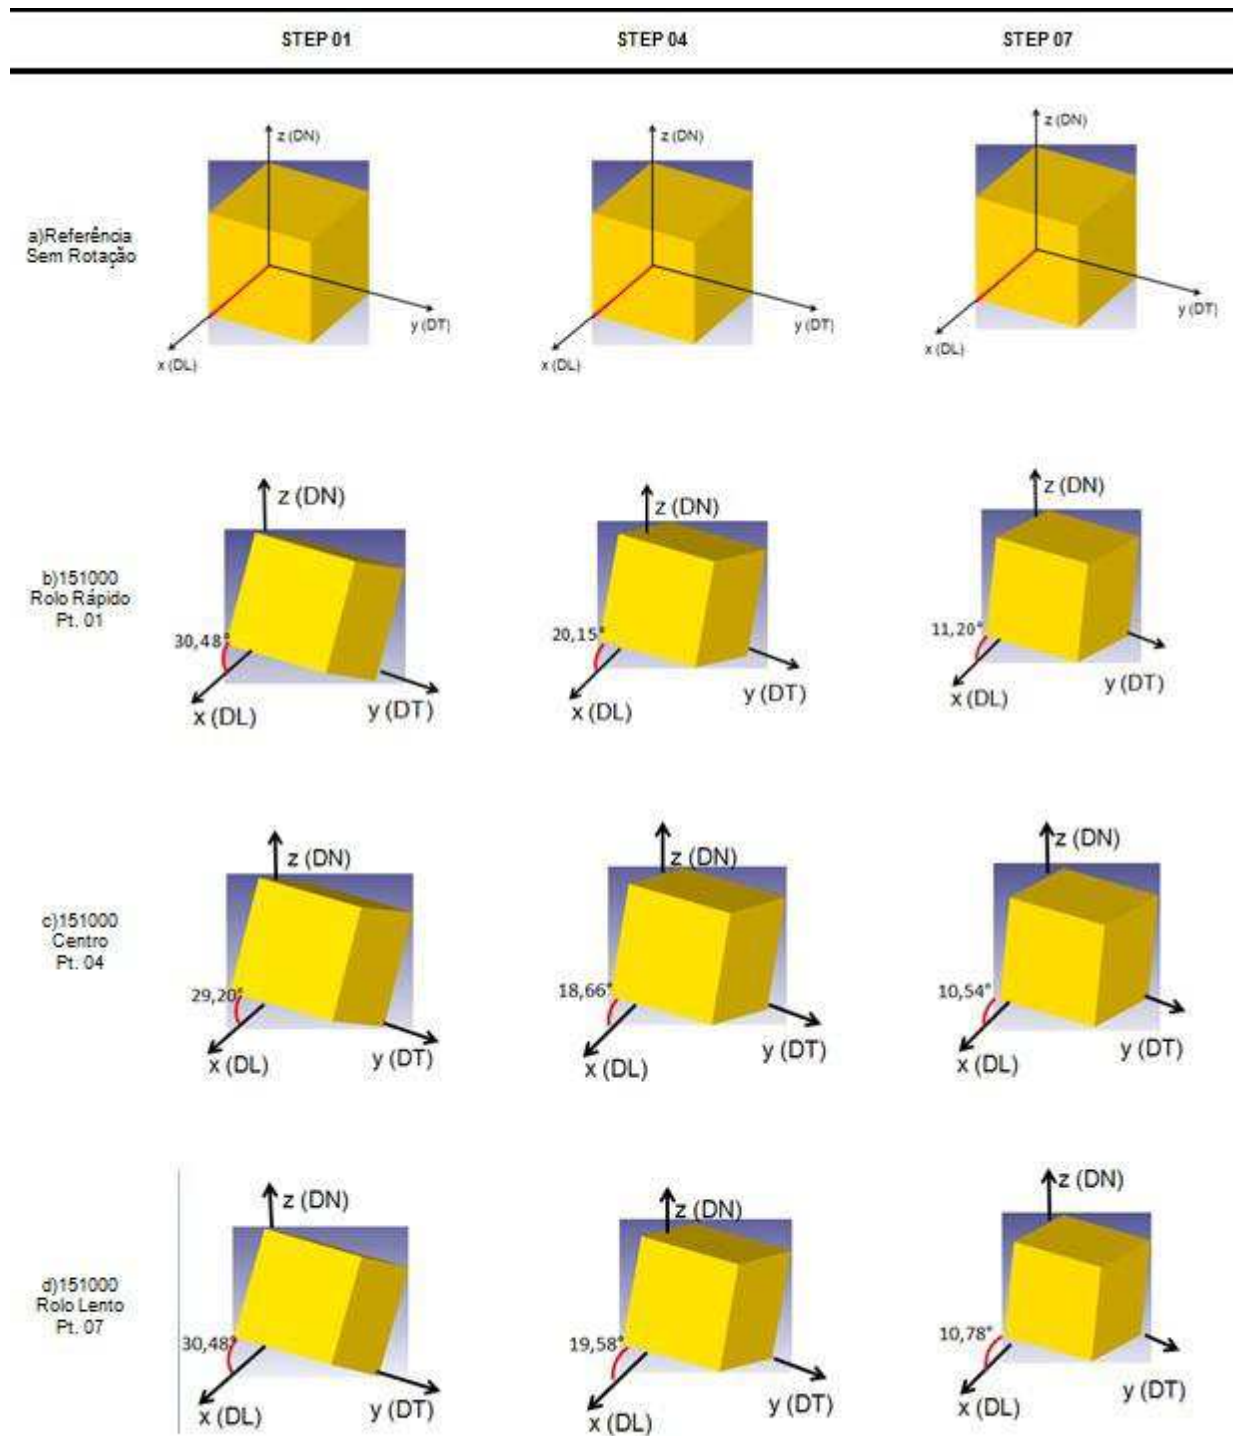 STEP 01 STEP 04 STEP 07
a)Referência
Sem Rotação
z (DN)
y (DT)
x (DL)
z (DN)
y (DT)
x (DL)
z (DN)
y (DT)
x (DL)
b)151000
Rolo Rápido
Pt. 01
z (DN)
30,48°
x (DL)
y (DT)
z (DN)
20,15°
x (DL)
y (DT)
z (DN)
11,20°
x (DL)
y (DT)
c)151000
Centro
Pt. 04
z (DN)
29,20°
x (DL)
y (DT)
z (DN)
18,66°
x (DL)
y (DT)
z (DN)
10,54°
x (DL)
y (DT)
d)151000
Rolo Lento
Pt. 07
z (DN)
30,48°
x (DL)
y (DT)
z (DN)
19,58°
x (DL)
y (DT)
z (DN)
10,78°
x (DL)
y (DT)